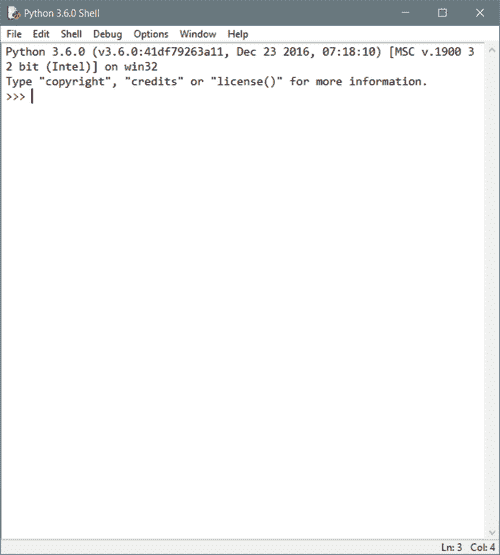 Python 3.6.0 Shell
File Edit Shell Debug Options Window Help
Python 3.6.0 (v3.6.0:41df79263a11, Dec 23 2016, 07:18:10) [MSC v.1900 3
2 bit (Intel)] on win32
Type "copyright", "credits" or "license()" for more information.
>>>
Ln: 3 Col: 4